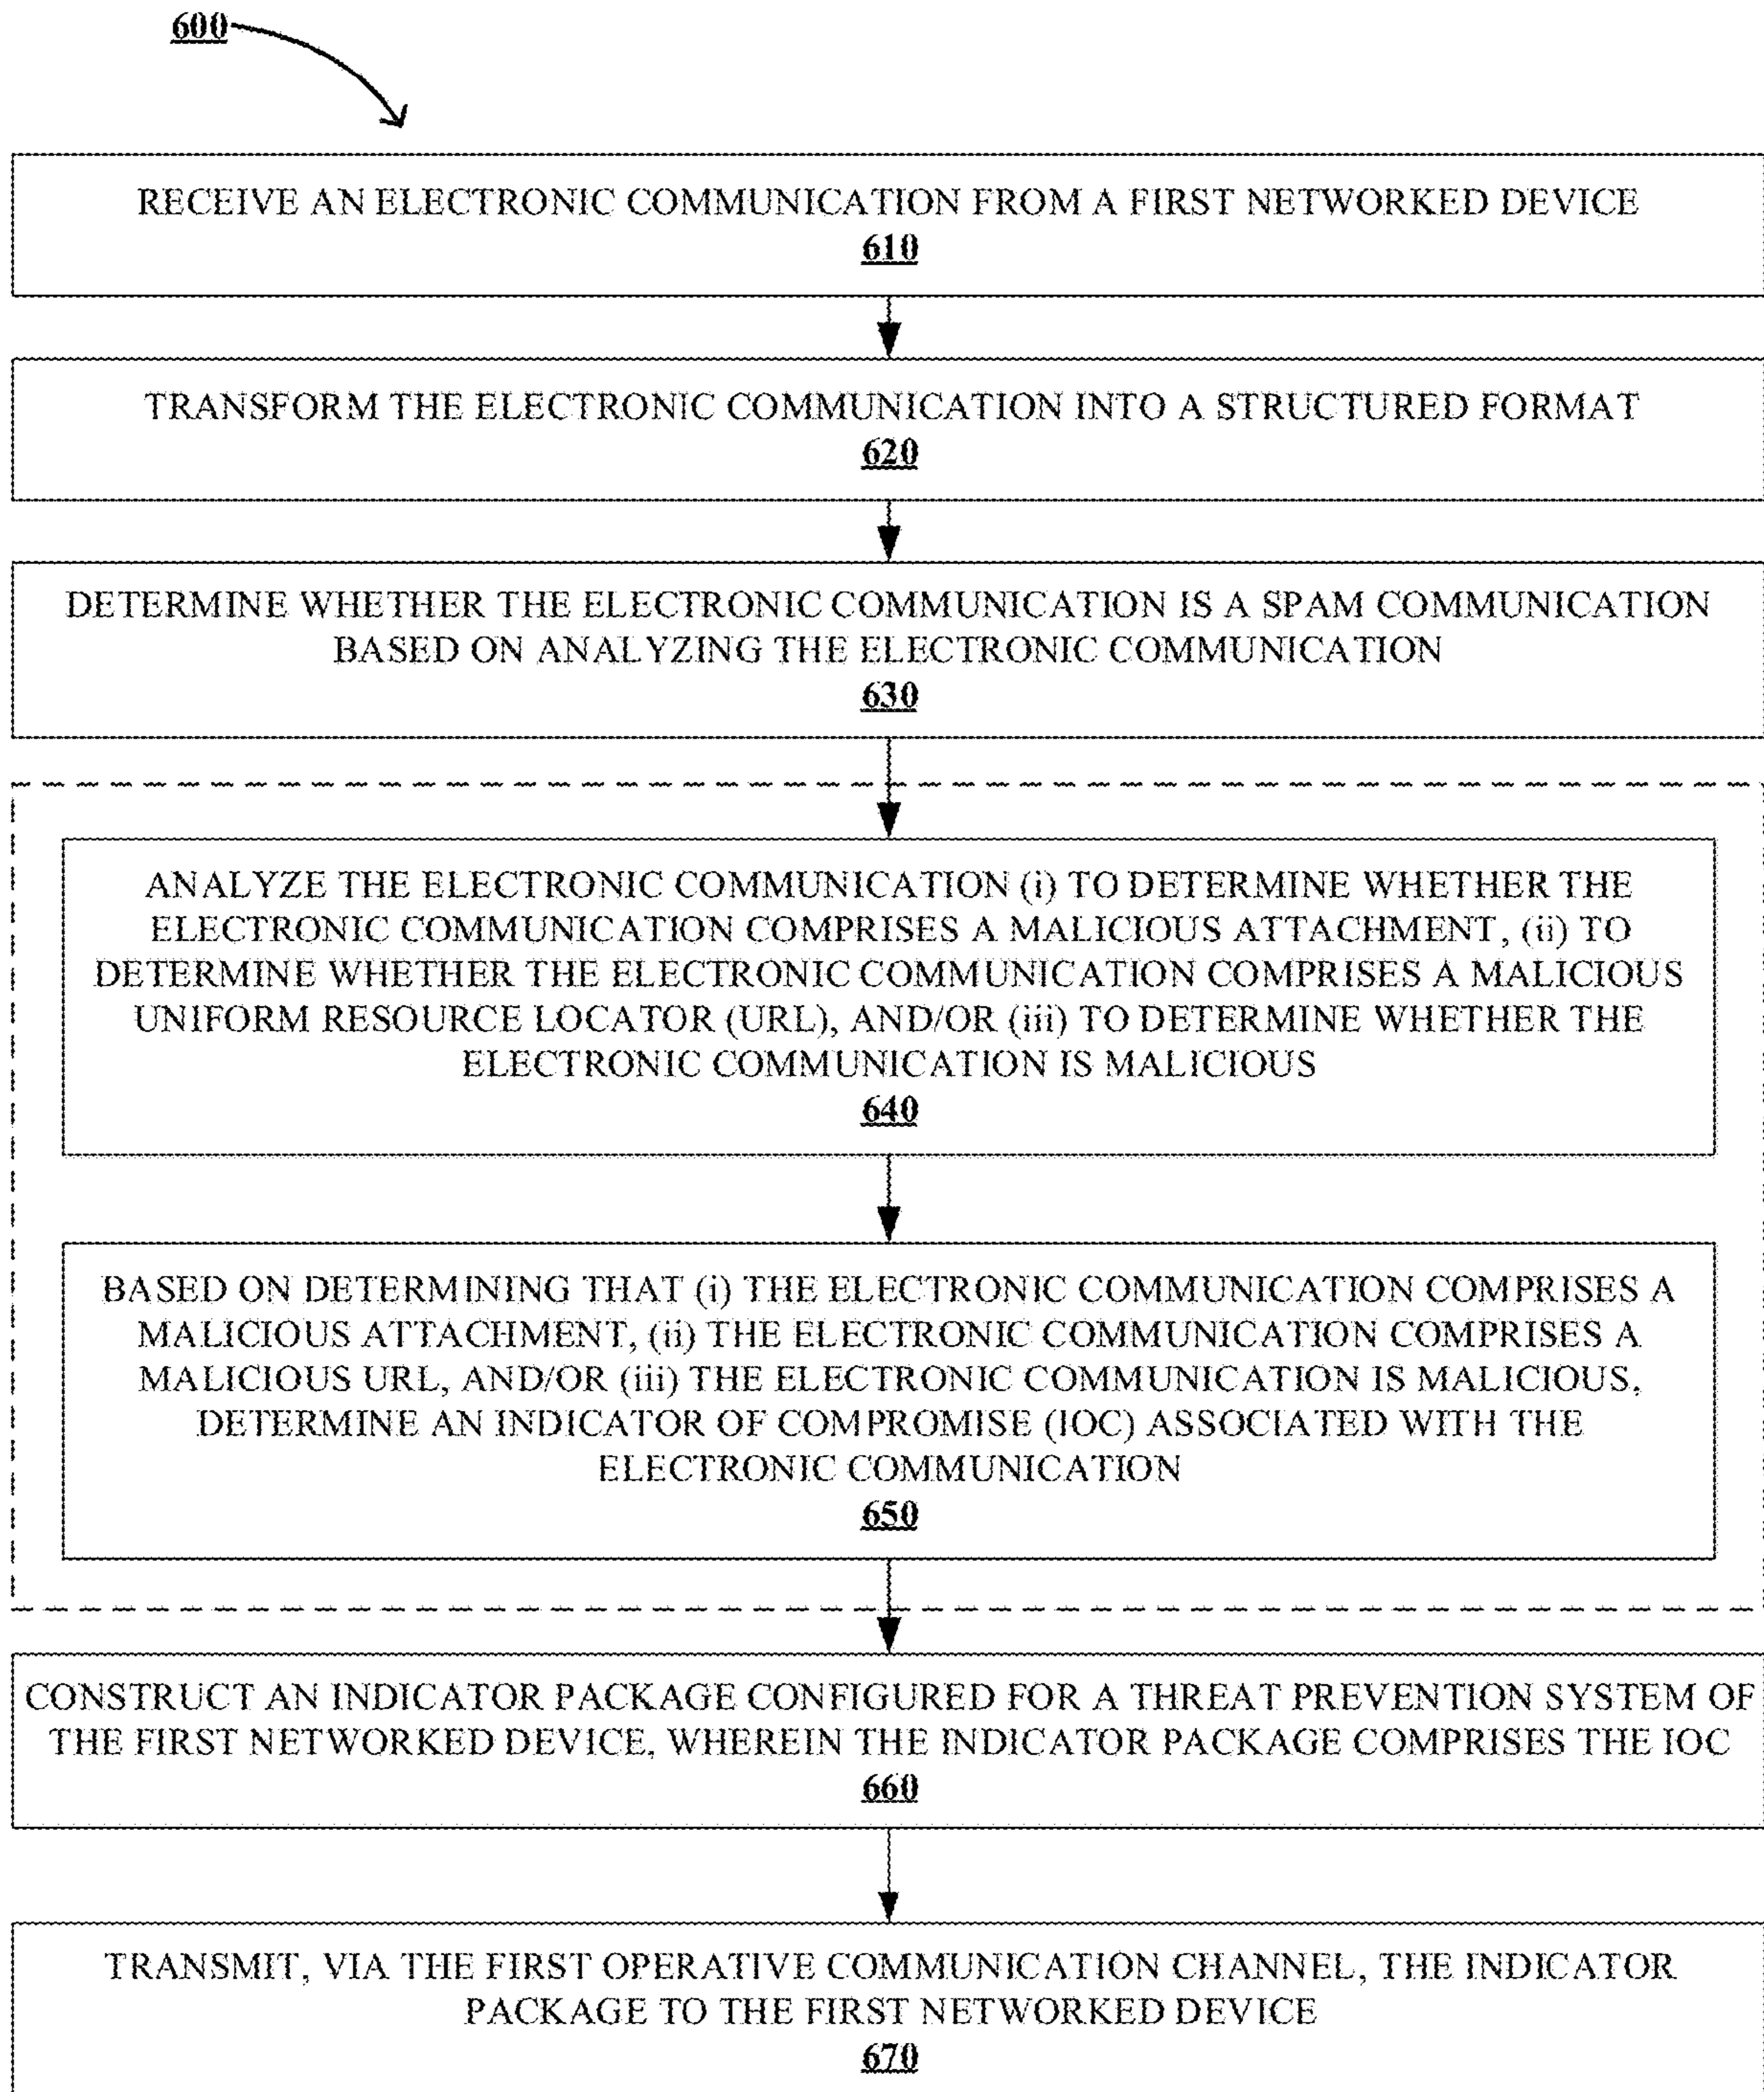 600
RECEIVE AN ELECTRONIC COMMUNICATION FROM A FIRST NETWORKED DEVICE
610
TRANSFORM THE ELECTRONIC COMMUNICATION INTO A STRUCTURED FORMAT
620
DETERMINE WHETHER THE ELECTRONIC COMMUNICATION IS A SPAM COMMUNICATION
BASED ON ANALYZING THE ELECTRONIC COMMUNICATION
630
ANALYZE THE ELECTRONIC COMMUNICATION (i) TO DETERMINE WHETHER THE
ELECTRONIC COMMUNICATION COMPRISES A MALICIOUS ATTACHMENT, (ii) TO
DETERMINE WHETHER THE ELECTRONIC COMMUNICATION COMPRISES A MALICIOUS
UNIFORM RESOURCE LOCATOR (URL), AND/OR (iii) TO DETERMINE WHETHER THE
ELECTRONIC COMMUNICATION IS MALICIOUS
640
BASED ON DETERMINING THAT (i) THE ELECTRONIC COMMUNICATION COMPRISES A
MALICIOUS ATTACHMENT, (ii) THE ELECTRONIC COMMUNICATION COMPRISES A
MALICIOUS URL, AND/OR (iii) THE ELECTRONIC COMMUNICATION IS MALICIOUS,
DETERMINE AN INDICATOR OF COMPROMISE (IOC) ASSOCIATED WITH THE
ELECTRONIC COMMUNICATION
650
CONSTRUCT AN INDICATOR PACKAGE CONFIGURED FOR A THREAT PREVENTION SYSTEM OF
THE FIRST NETWORKED DEVICE, WHEREIN THE INDICATOR PACKAGE COMPRISES THE IOC
660
TRANSMIT, VIA THE FIRST OPERATIVE COMMUNICATION CHANNEL, THE INDICATOR
PACKAGE TO THE FIRST NETWORKED DEVICE
670